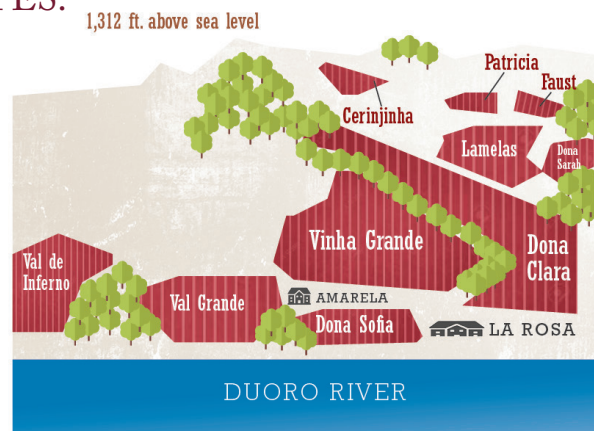 TES:
1,312 ft. above sea level
Patricia
Faust
Cerinjinha
Lamelas
Dona
Sarah
Vinha Grande
Dona
Clara
Val de
Inferno
Val Grande
AMARELA
Dona Sofia
LA ROSA
DUORO RIVER